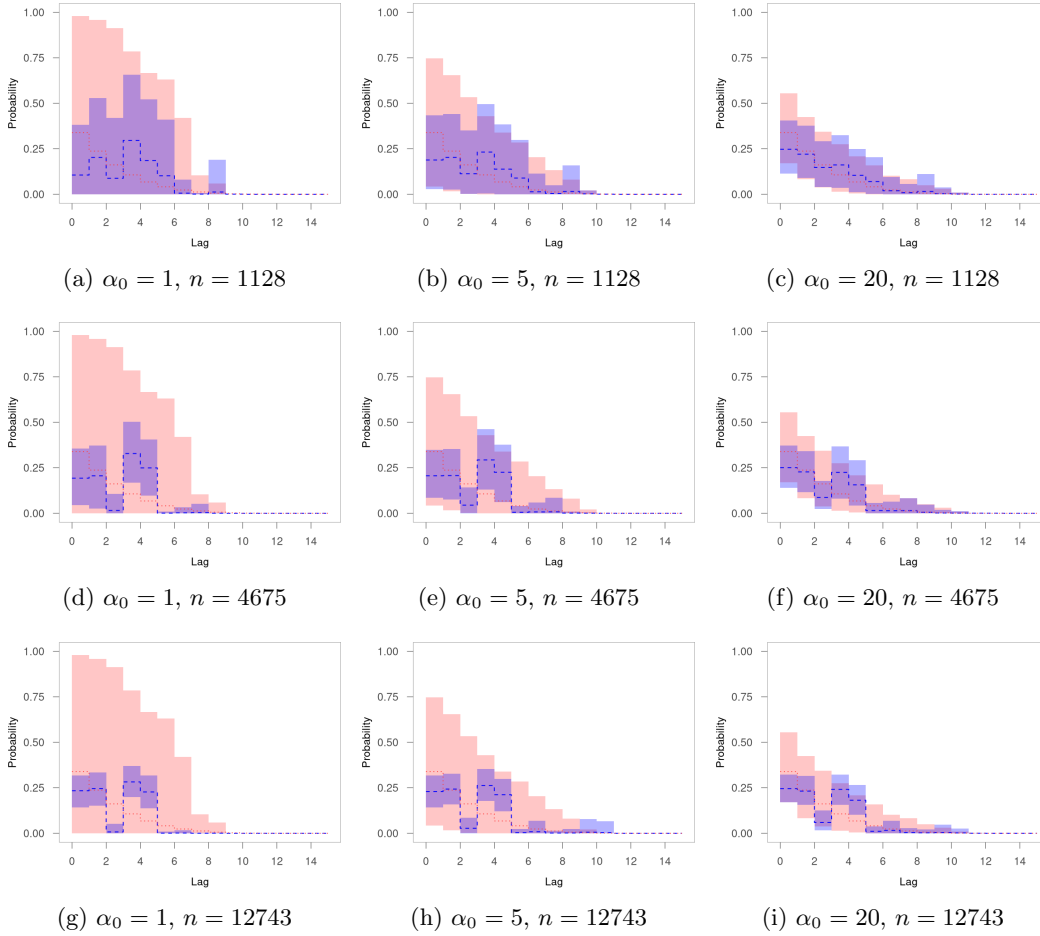 1.00
0.75
0.50
0.25
0.00
Probability
0 2 4 6 8 10 12 14
Lag
(a) α₀ = 1, n = 1128
1.00
0.75
0.50
0.25
0.00
Probability
0 2 4 6 8 10 12 14
Lag
(b) α₀ = 5, n = 1128
1.00
0.75
0.50
0.25
0.00
Probability
0 2 4 6 8 10 12 14
Lag
(c) α₀ = 20, n = 1128
1.00
0.75
0.50
0.25
0.00
Probability
0 2 4 6 8 10 12 14
Lag
(d) α₀ = 1, n = 4675
1.00
0.75
0.50
0.25
0.00
Probability
0 2 4 6 8 10 12 14
Lag
(e) α₀ = 5, n = 4675
1.00
0.75
0.50
0.25
0.00
Probability
0 2 4 6 8 10 12 14
Lag
(f) α₀ = 20, n = 4675
1.00
0.75
0.50
0.25
0.00
Probability
0 2 4 6 8 10 12 14
Lag
(g) α₀ = 1, n = 12743
1.00
0.75
0.50
0.25
0.00
Probability
0 2 4 6 8 10 12 14
Lag
(h) α₀ = 5, n = 12743
1.00
0.75
0.50
0.25
0.00
Probability
0 2 4 6 8 10 12 14
Lag
(i) α₀ = 20, n = 12743